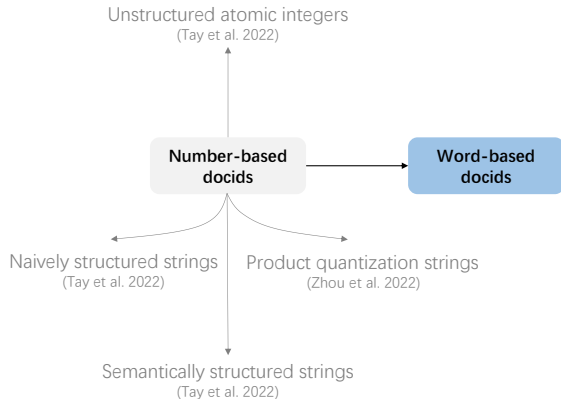 Unstructured atomic integers
(Tay et al. 2022)
Number-based
docids
Word-based
docids
Naively structured strings
(Tay et al. 2022)
Product quantization strings
(Zhou et al. 2022)
Semantically structured strings
(Tay et al. 2022)